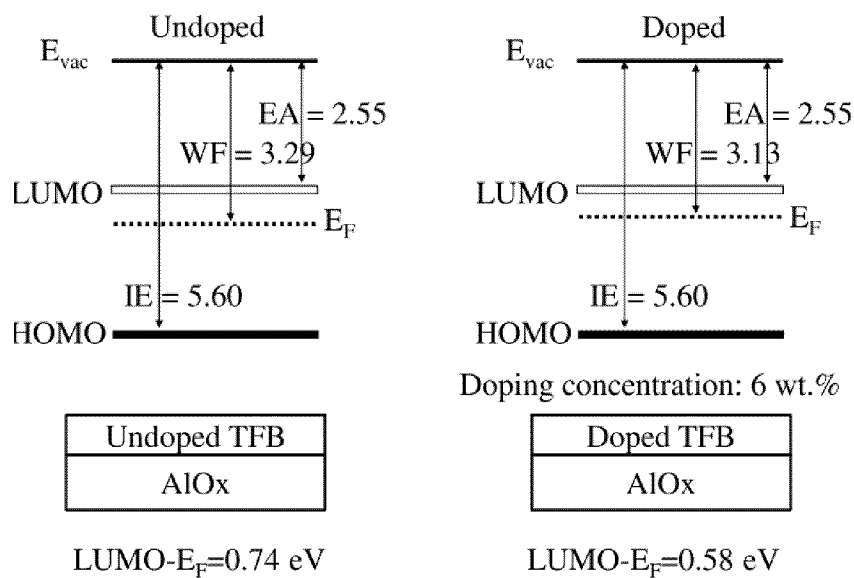 Undoped
E_vac
EA = 2.55
WF = 3.29
LUMO
E_F
IE = 5.60
HOMO
Undoped TFB
AlOx
LUMO-E_F=0.74 eV
Doped
E_vac
EA = 2.55
WF = 3.13
LUMO
E_F
IE = 5.60
HOMO
Doping concentration: 6 wt.%
Doped TFB
AlOx
LUMO-E_F=0.58 eV